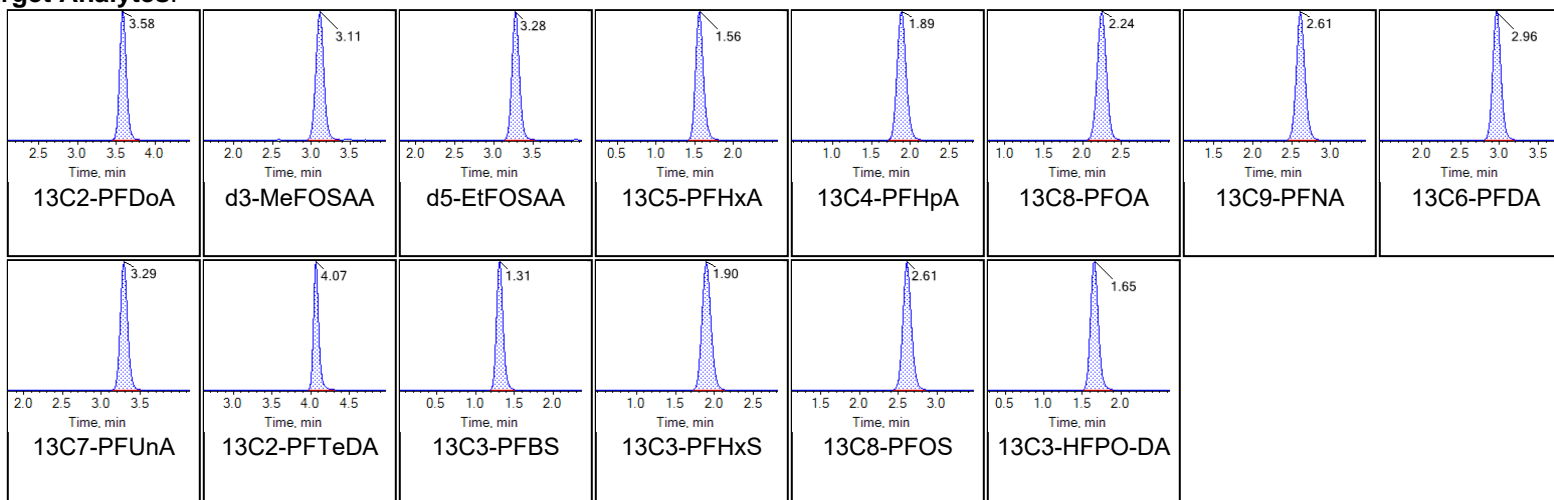 3.58 3.11 3.28 1.56 1.89 2.24 2.61 2.96
2.5 3.0 3.5 4.0 2.0 2.5 3.0 3.5 2.0 2.5 3.0 3.5 0.5 1.0 1.5 2.0 1.0 1.5 2.0 2.5 1.0 1.5 2.0 2.5 1.5 2.0 2.5 3.0 2.0 2.5 3.0 3.5
Time, min Time, min Time, min Time, min Time, min Time, min Time, min Time, min
13C2-PFDoA d3-MeFOSAA d5-EtFOSAA 13C5-PFHxA 13C4-PFHpA 13C8-PFOA 13C9-PFNA 13C6-PFDA
3.29 4.07 1.31 1.90 2.61 1.65
2.0 2.5 3.0 3.5 3.0 3.5 4.0 4.5 0.5 1.0 1.5 2.0 1.0 1.5 2.0 2.5 1.5 2.0 2.5 3.0 0.5 1.0 1.5 2.0
Time, min Time, min Time, min Time, min Time, min Time, min
13C7-PFUnA 13C2-PFTeDA 13C3-PFBS 13C3-PFHxS 13C8-PFOS 13C3-HFPO-DA